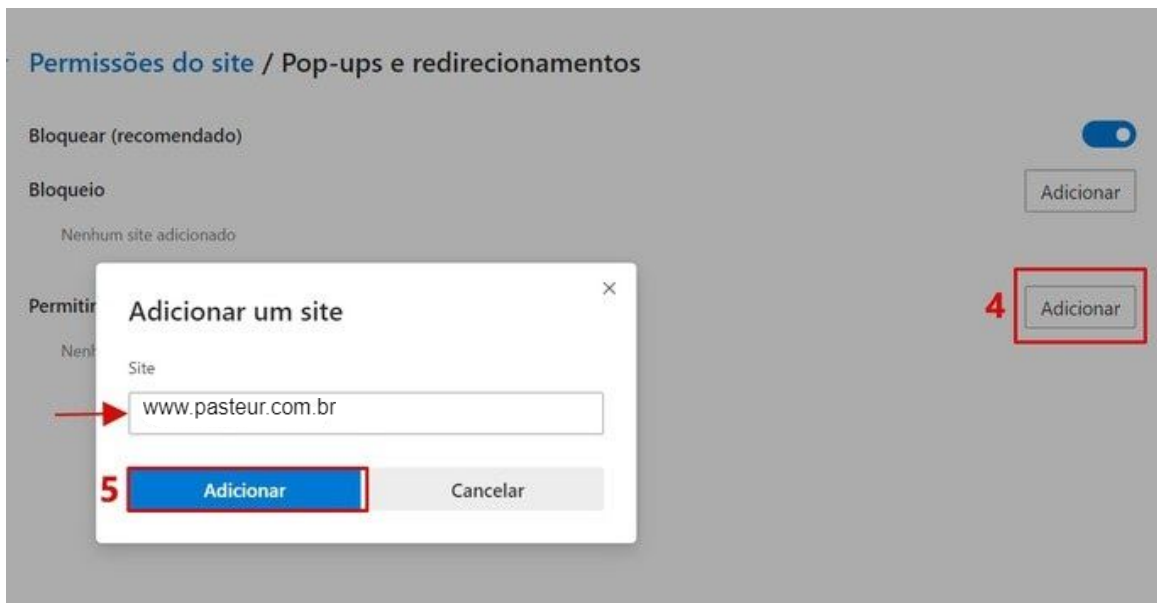 Permissões do site / Pop-ups e redirecionamentos
Bloquear (recomendado)
Bloqueio
Adicionar
Nenhum site adicionado
Permitir
4
Adicionar
Adicionar um site
Site
www.pasteur.com.br
5
Adicionar
Cancelar